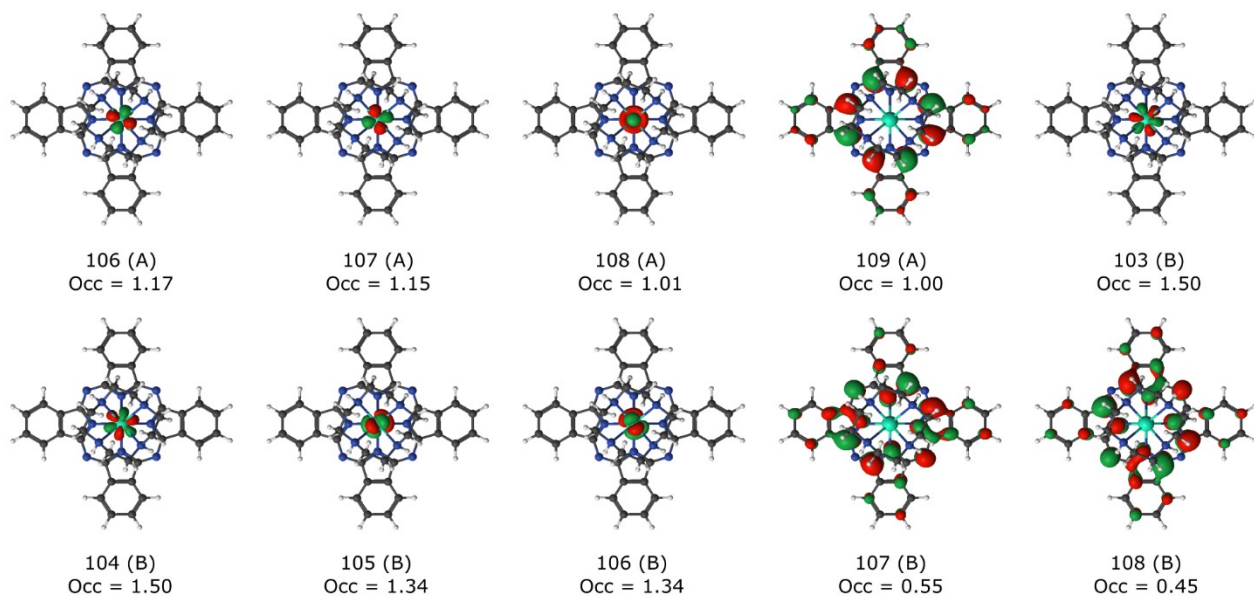 106 (A)
Occ = 1.17
107 (A)
Occ = 1.15
108 (A)
Occ = 1.01
109 (A)
Occ = 1.00
103 (B)
Occ = 1.50
104 (B)
Occ = 1.50
105 (B)
Occ = 1.34
106 (B)
Occ = 1.34
107 (B)
Occ = 0.55
108 (B)
Occ = 0.45